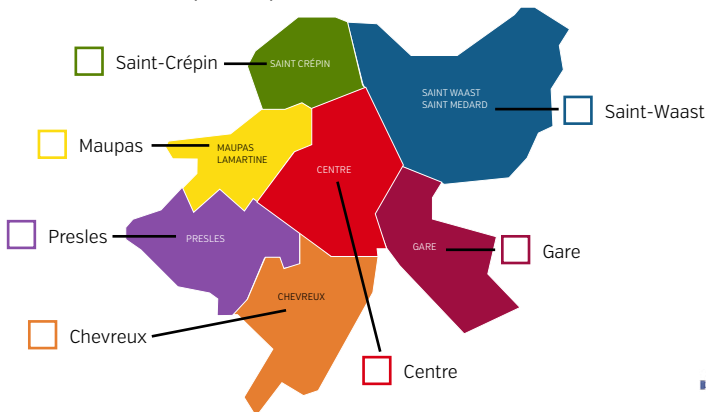 Saint-Crépin
SAINT CRÉPIN
SAINT WAAST
SAINT MEDARD
Saint-Waast
Maupas
MAUPAS
LAMARTINE
CENTRE
Presles
PRESLES
GARE
Gare
CHEVREUX
Chevreux
Centre